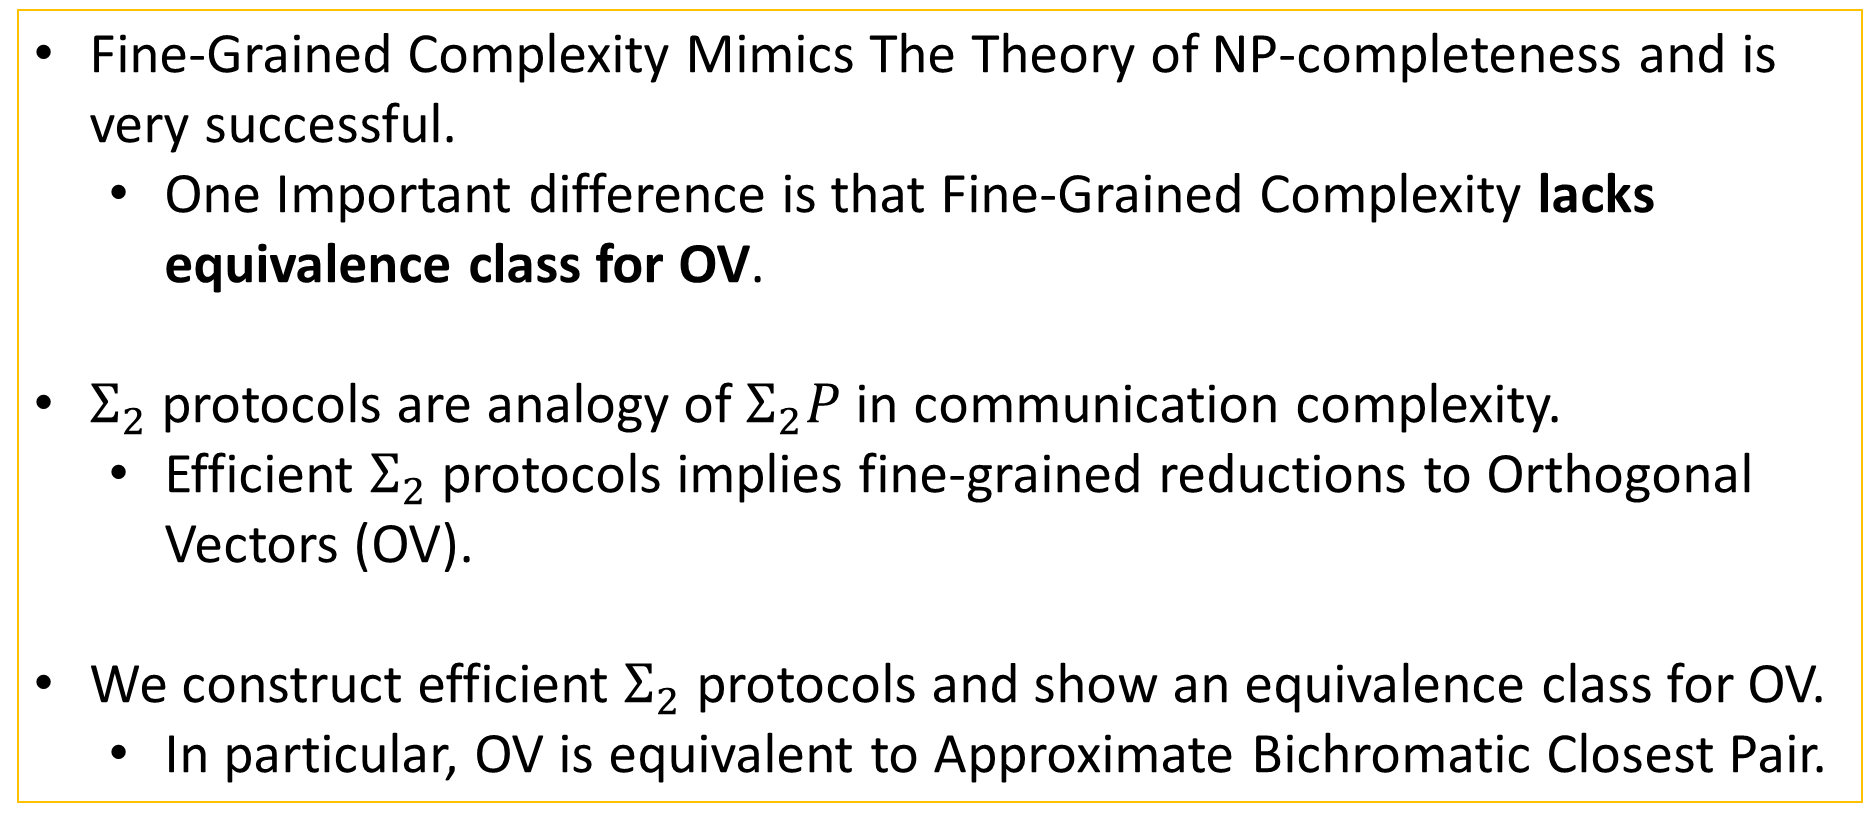 • Fine-Grained Complexity Mimics The Theory of NP-completeness and is
very successful.
• One Important difference is that Fine-Grained Complexity lacks
equivalence class for OV.
• Σ₂ protocols are analogy of Σ₂P in communication complexity.
• Efficient Σ₂ protocols implies fine-grained reductions to Orthogonal
Vectors (OV).
• We construct efficient Σ₂ protocols and show an equivalence class for OV.
• In particular, OV is equivalent to Approximate Bichromatic Closest Pair.